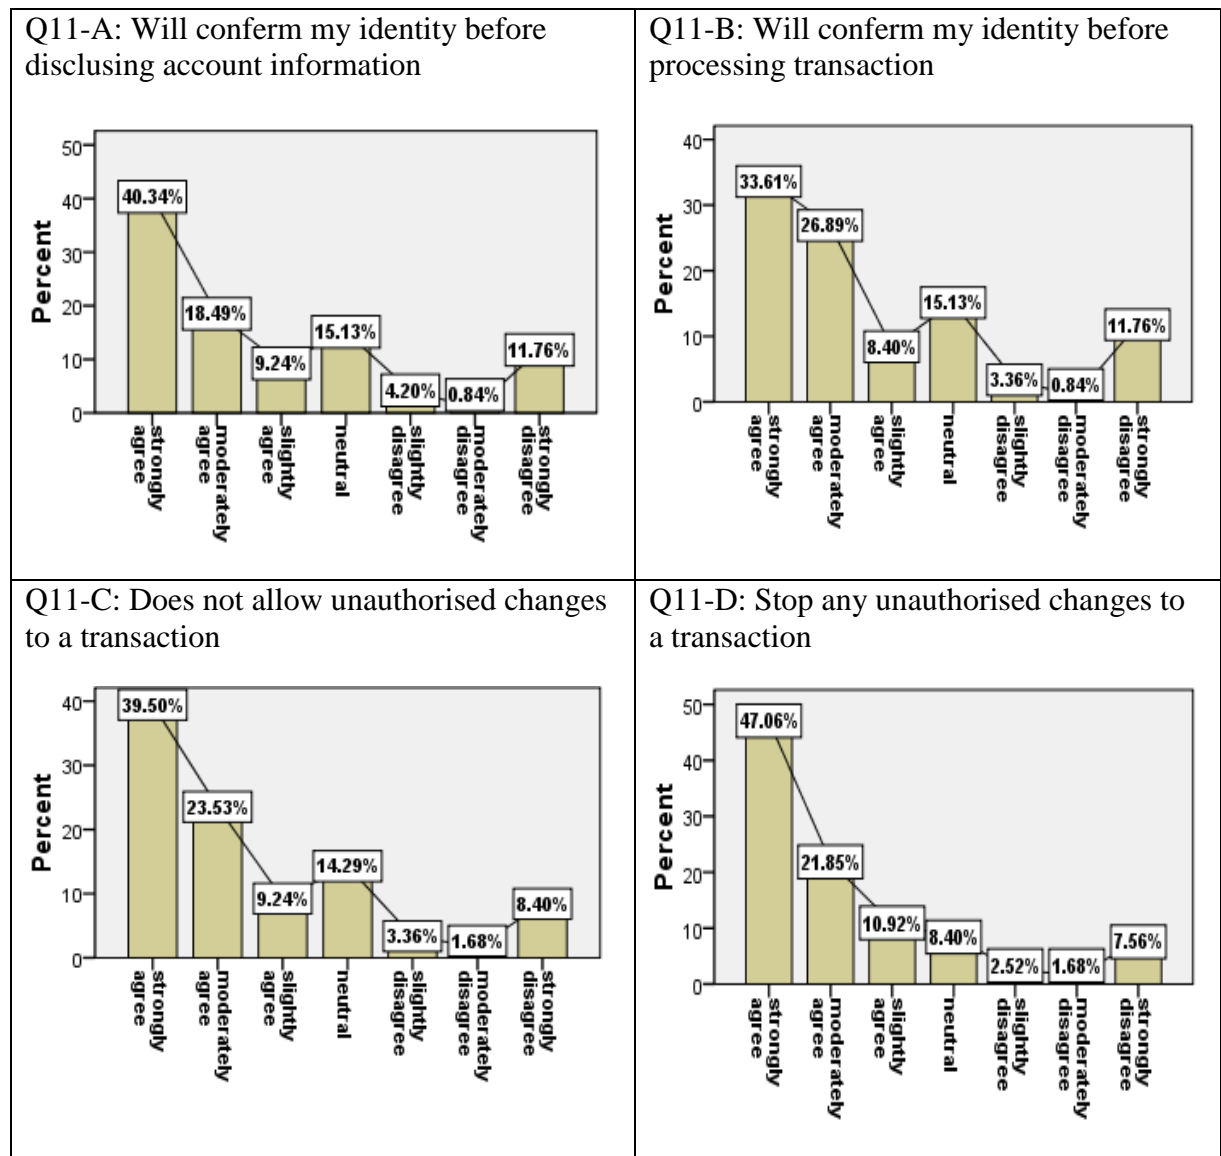 Q11-A: Will conferm my identity before
disclusing account information
50
40
30
20
10
0
Percent
40.34%
18.49%
9.24%
15.13%
4.20%
0.84%
11.76%
strongly
agree
moderately
agree
slightly
agree
neutral
slightly
disagree
moderately
disagree
strongly
disagree
Q11-B: Will conferm my identity before
processing transaction
40
30
20
10
0
Percent
33.61%
26.89%
8.40%
15.13%
3.36%
0.84%
11.76%
strongly
agree
moderately
agree
slightly
agree
neutral
slightly
disagree
moderately
disagree
strongly
disagree
Q11-C: Does not allow unauthorised changes
to a transaction
40
30
20
10
0
Percent
39.50%
23.53%
9.24%
14.29%
3.36%
1.68%
8.40%
strongly
agree
moderately
agree
slightly
agree
neutral
slightly
disagree
moderately
disagree
strongly
disagree
Q11-D: Stop any unauthorised changes to
a transaction
50
40
30
20
10
0
Percent
47.06%
21.85%
10.92%
8.40%
2.52%
1.68%
7.56%
strongly
agree
moderately
agree
slightly
agree
neutral
slightly
disagree
moderately
disagree
strongly
disagree